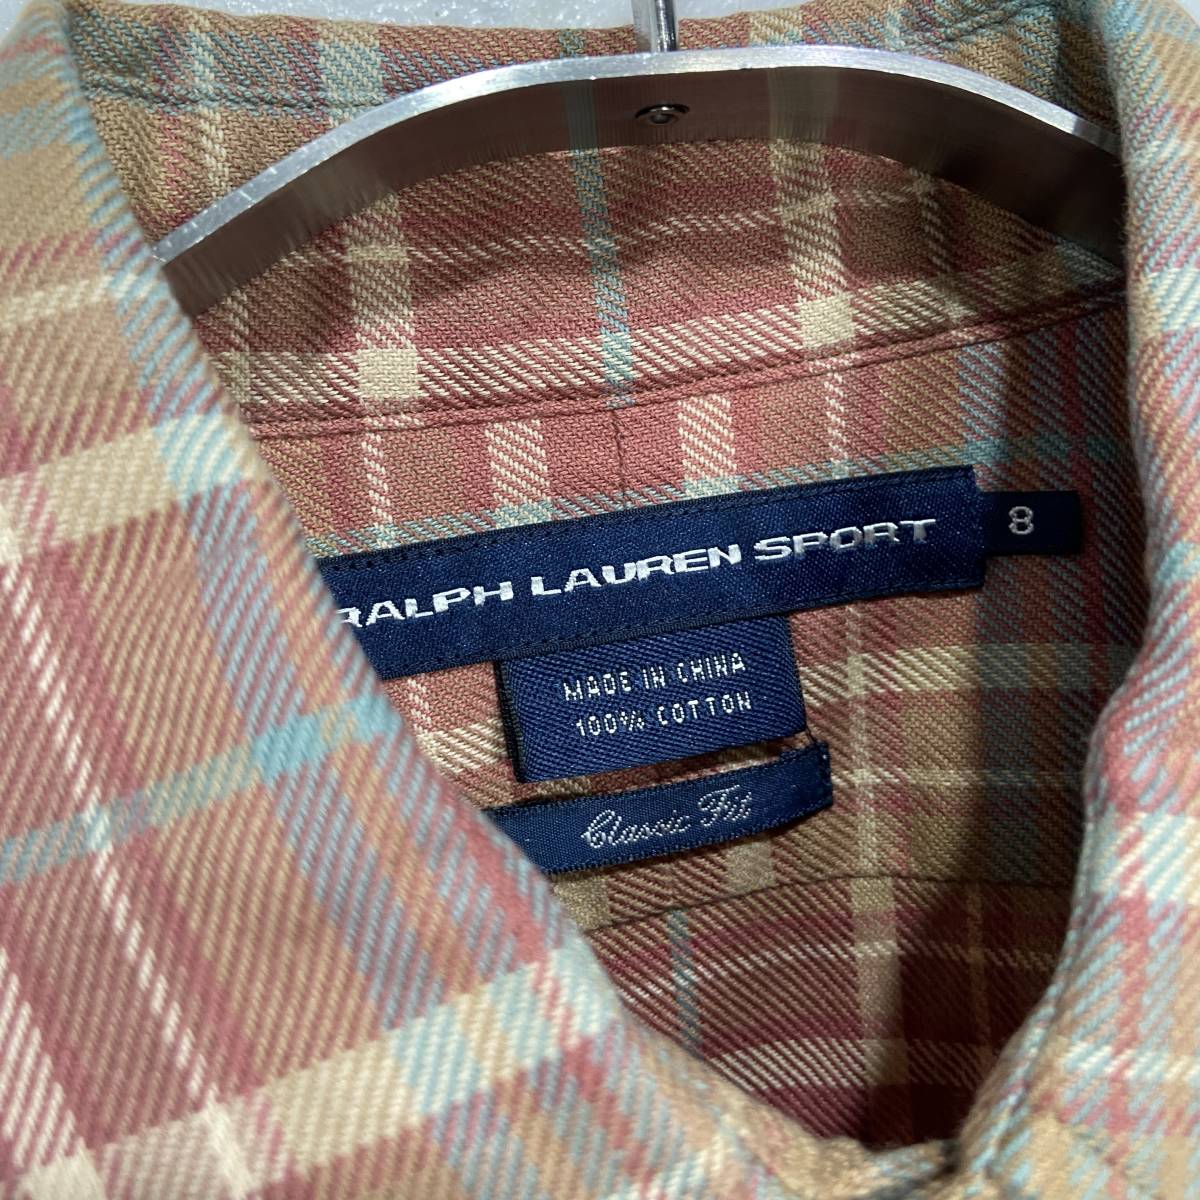 RALPH LAUREN SPORT
8
MADE IN CHINA
100% COTTON
Classic Fit